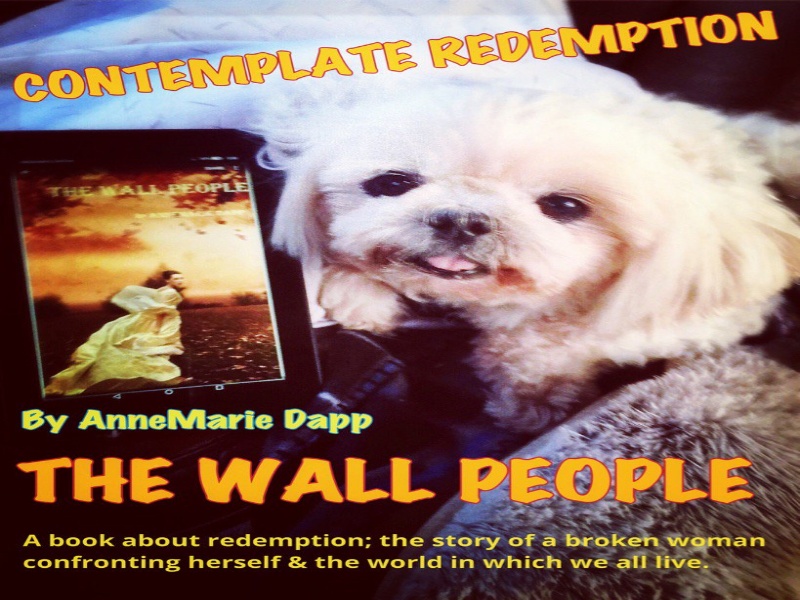 CONTEMPLATE REDEMPTION
THE WALL PEOPLE
By AnneMarie Dapp
THE WALL PEOPLE
A book about redemption; the story of a broken woman
confronting herself & the world in which we all live.